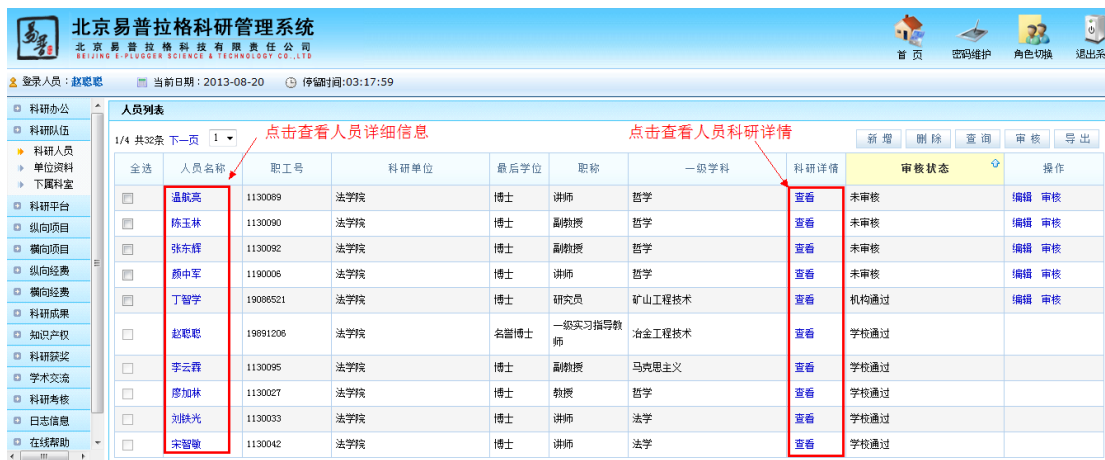 北京易普拉格科研管理系统
北京易普拉格科技有限责任公司
BEIJING E-PLUGGER SCIENCE & TECHNOLOGY CO.,LTD
首 页 密码维护 角色切换 退出系
登录人员：赵聪聪 当前日期：2013-08-20 停留时间:03:17:59
科研办公
科研队伍
科研人员
单位资料
下属科室
科研平台
纵向项目
横向项目
纵向经费
横向经费
科研成果
知识产权
科研获奖
学术交流
科研考核
日志信息
在线帮助
人员列表
点击查看人员详细信息 点击查看人员科研详情
1/4 共32条 下一页 1 新 增 删 除 查 询 审 核 导 出
全选 人员名称 职工号 科研单位 最后学位 职称 一级学科 科研详情 审核状态 操作
温航亮 1130089 法学院 博士 讲师 哲学 查看 未审核 编辑 审核
陈玉林 1130090 法学院 博士 副教授 哲学 查看 未审核 编辑 审核
张东辉 1130092 法学院 博士 副教授 哲学 查看 未审核 编辑 审核
颜中军 1190006 法学院 博士 讲师 哲学 查看 未审核 编辑 审核
丁智学 19086521 法学院 博士 研究员 矿山工程技术 查看 机构通过 编辑 审核
赵聪聪 19891206 法学院 名誉博士 一级实习指导教师 冶金工程技术 查看 学校通过
李云霖 1130095 法学院 博士 副教授 马克思主义 查看 学校通过
廖加林 1130027 法学院 博士 教授 哲学 查看 学校通过
刘铁光 1130033 法学院 博士 讲师 法学 查看 学校通过
宋智敏 1130042 法学院 博士 讲师 法学 查看 学校通过